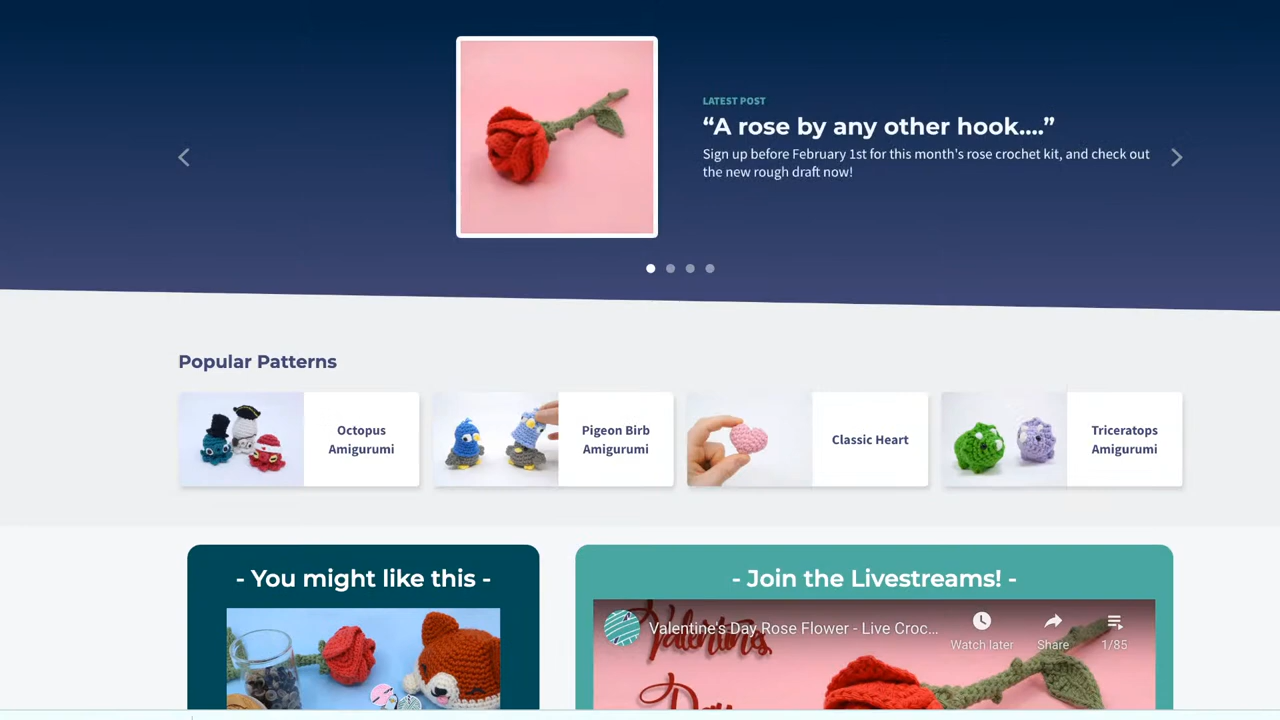 LATEST POST
“A rose by any other hook....”
Sign up before February 1st for this month's rose crochet kit, and check out
the new rough draft now!
Popular Patterns
Octopus
Amigurumi
Pigeon Birb
Amigurumi
Classic Heart
Triceratops
Amigurumi
- You might like this -
- Join the Livestreams! -
Valentine's Day Rose Flower - Live Croc...
Watch later
Share
1/85
Valentine's
Day